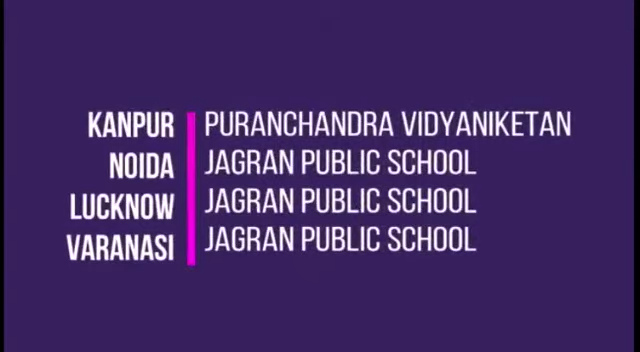 KANPUR PURANCHANDRA VIDYANIKETAN
NOIDA JAGRAN PUBLIC SCHOOL
LUCKNOW JAGRAN PUBLIC SCHOOL
VARANASI JAGRAN PUBLIC SCHOOL